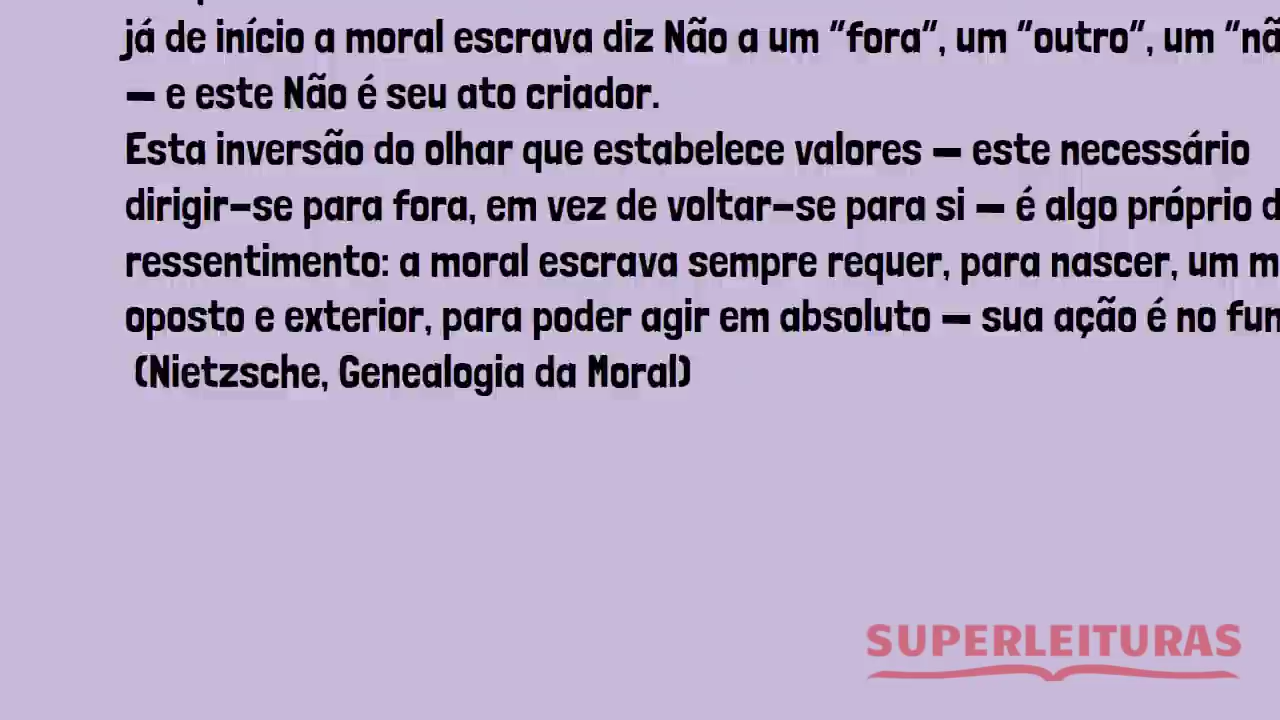 já de início a moral escrava diz Não a um “fora”, um “outro”, um
— e este Não é seu ato criador.
Esta inversão do olhar que estabelece valores — este necessário
dirigir-se para fora, em vez de voltar-se para si — é algo próprio
ressentimento: a moral escrava sempre requer, para nascer, um
oposto e exterior, para poder agir em absoluto — sua ação é no
(Nietzsche, Genealogia da Moral)
SUPERLEITURAS